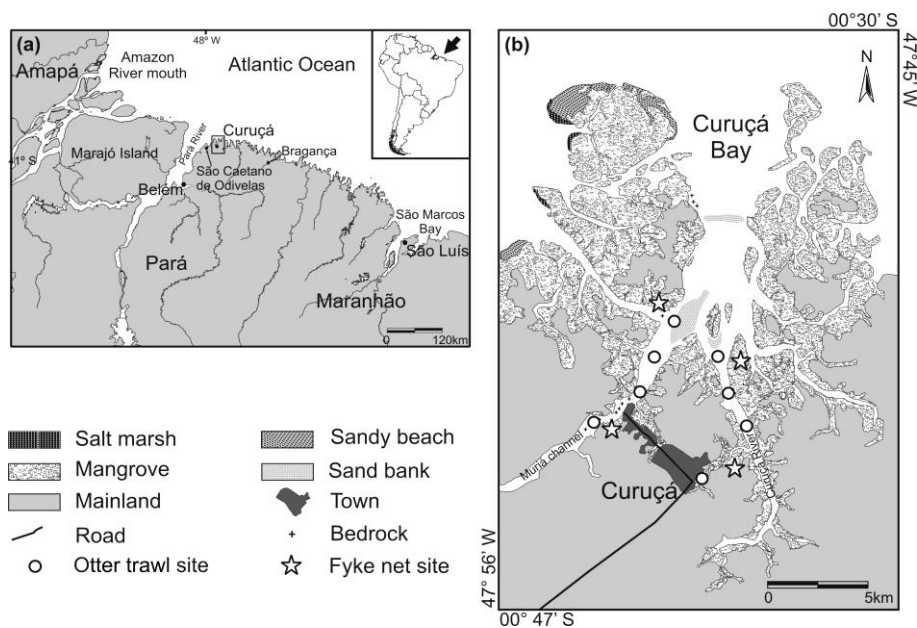 (a)
48° W
Amapá
Amazon
River mouth
Atlantic Ocean
1° S
Marajó Island
Pará River
Curuçá
Bragança
São Caetano
de Odivelas
Belém
São Marcos
Bay
São Luís
Pará
Maranhão
0 120km
Salt marsh
Mangrove
Mainland
Road
Otter trawl site
Sandy beach
Sand bank
Town
Bedrock
Fyke net site
(b)
00°30' S
47°45' W
N
Curuçá
Bay
Muriá channel
Curuçá River
Curuçá
0 5km
47° 56' W
00° 47' S